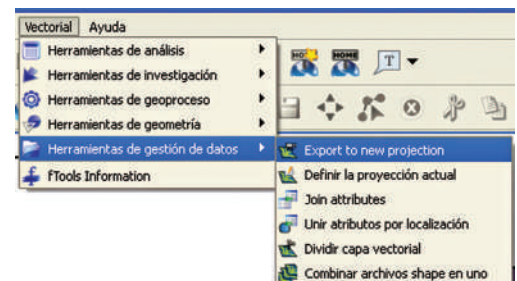 Vectorial Ayuda
Herramientas de análisis
Herramientas de investigación
Herramientas de geoproceso
Herramientas de geometría
Herramientas de gestión de datos
fTools Information
HOME
T
Export to new projection
Definir la proyección actual
Join attributes
Unir atributos por localización
Dividir capa vectorial
Combinar archivos shape en uno